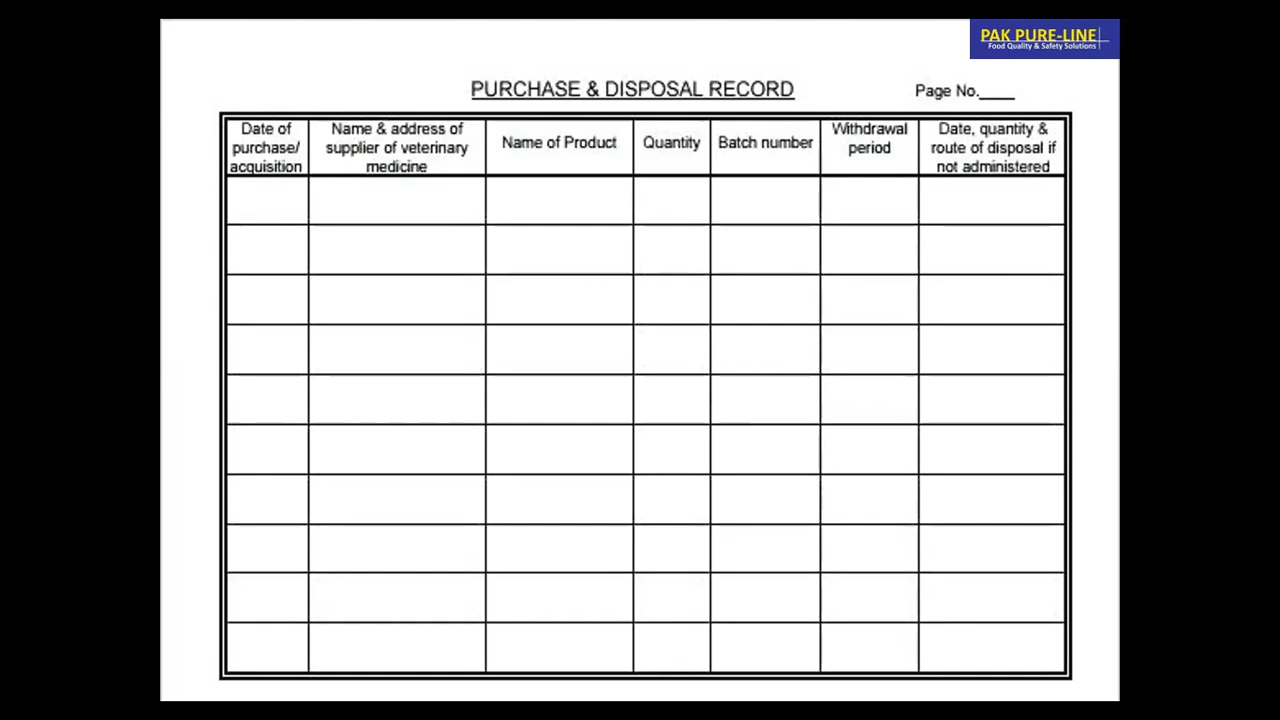 PAK PURE-LINE
Food Quality & Safety Solutions
PURCHASE & DISPOSAL RECORD
Page No.____
Date of
purchase/
acquisition
Name & address of
supplier of veterinary
medicine
Name of Product
Quantity
Batch number
Withdrawal
period
Date, quantity &
route of disposal if
not administered